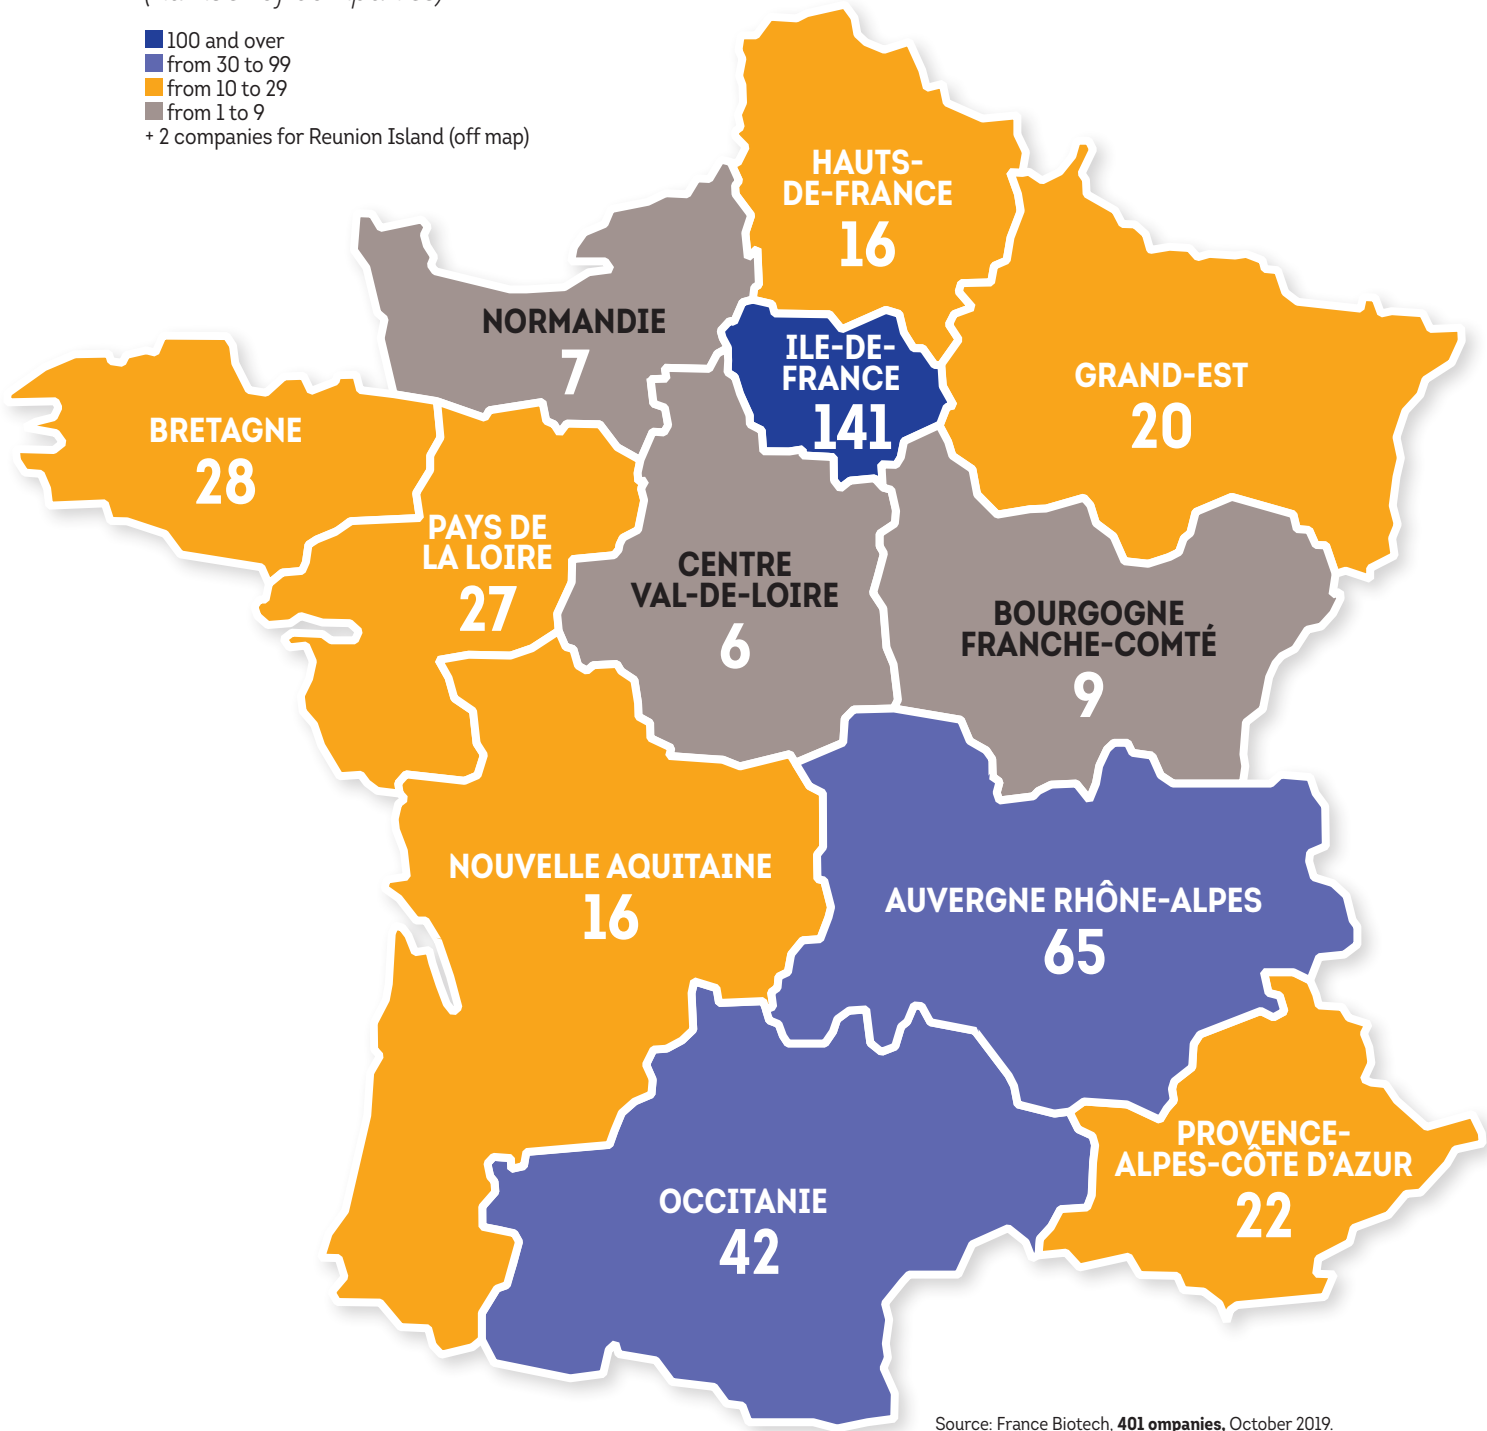 (number of companies)
100 and over
from 30 to 99
from 10 to 29
from 1 to 9
+ 2 companies for Reunion Island (off map)
HAUTS-
DE-FRANCE
16
NORMANDIE
7
ILE-DE-
FRANCE
141
GRAND-EST
20
BRETAGNE
28
PAYS DE
LA LOIRE
27
CENTRE
VAL-DE-LOIRE
6
BOURGOGNE
FRANCHE-COMTÉ
9
NOUVELLE AQUITAINE
16
AUVERGNE RHÔNE-ALPES
65
PROVENCE-
ALPES-CÔTE D'AZUR
22
OCCITANIE
42
Source: France Biotech, 401 ompanies, October 2019.